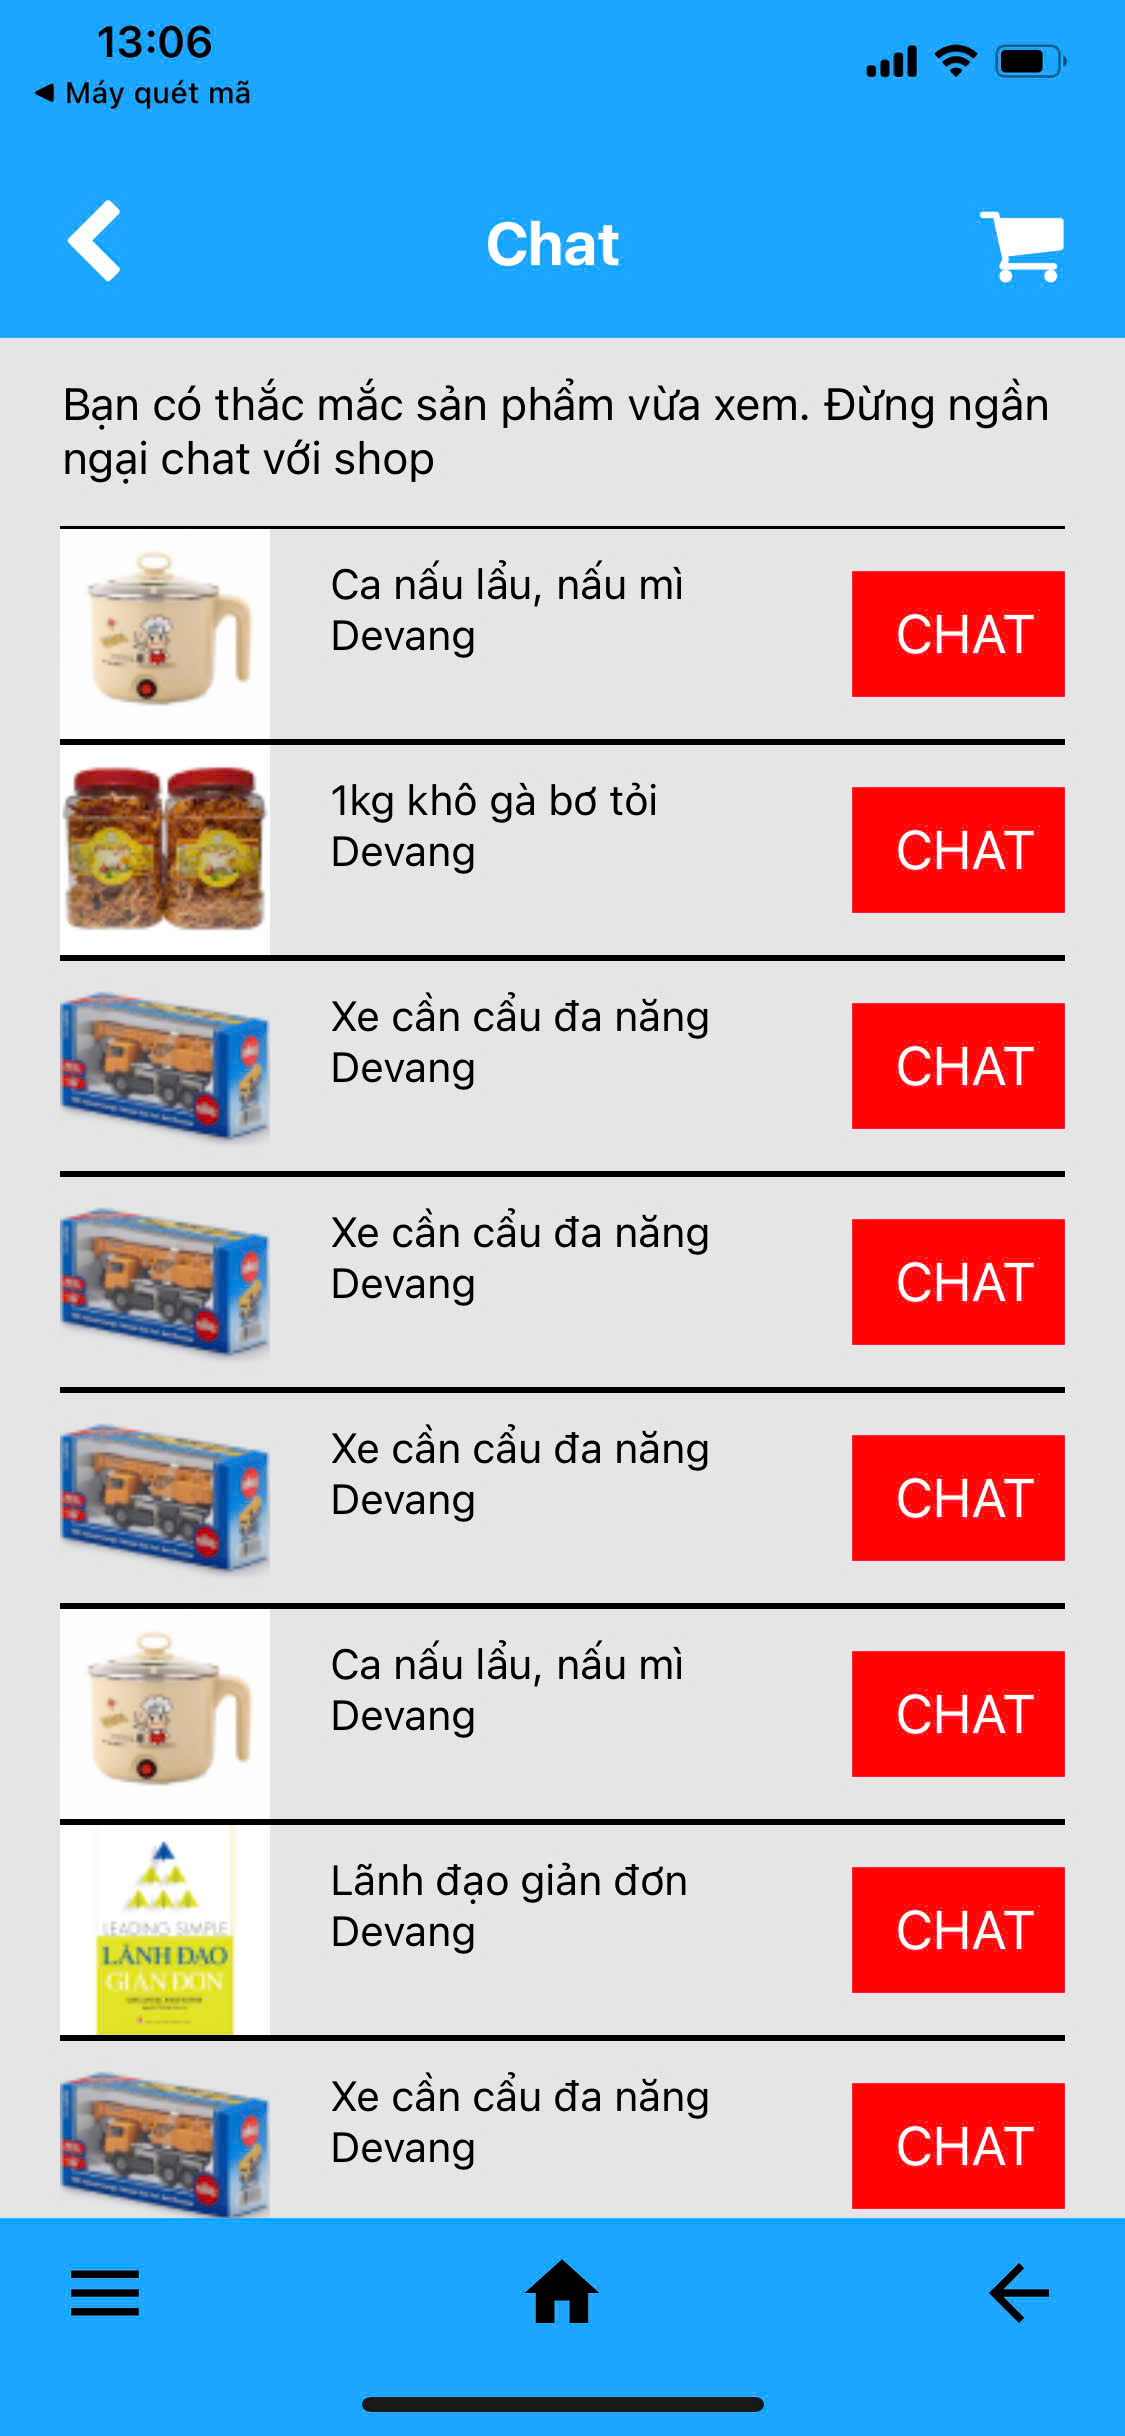 13:06
◀ Máy quét mã
Chat
Bạn có thắc mắc sản phẩm vừa xem. Đừng ngần
ngại chat với shop
Ca nấu lẩu, nấu mì
Devang
CHAT
1kg khô gà bơ tỏi
Devang
CHAT
Xe cần cẩu đa năng
Devang
CHAT
Xe cần cẩu đa năng
Devang
CHAT
Xe cần cẩu đa năng
Devang
CHAT
Ca nấu lẩu, nấu mì
Devang
CHAT
LEADING SIMPLE
LÃNH ĐẠO
GIẢN ĐƠN
Lãnh đạo giản đơn
Devang
CHAT
Xe cần cẩu đa năng
Devang
CHAT